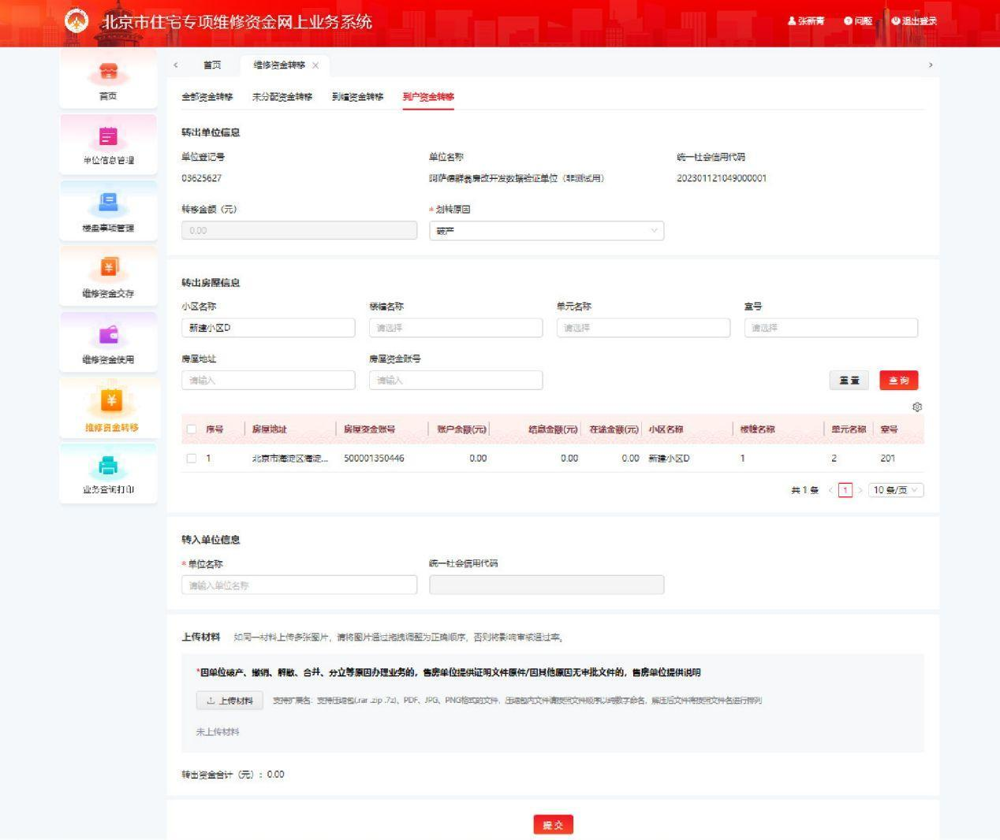 北京市住宅专项维修资金网上业务系统
张新青 问题 退出登录
首页
单位信息管理
楼盘事项管理
维修资金交存
维修资金使用
维修资金转移
业务查询打印
首页 维修资金转移
全部资金转移 未分配资金转移 到幢资金转移 到户资金转移
转出单位信息
单位登记号 单位名称 统一社会信用代码
03625627 阿萨德群翁房改开发数据验证单位（非测试用） 202301121049000001
转移金额（元） * 划转原因
0.00 破产
转出房屋信息
小区名称 楼幢名称 单元名称 室号
新建小区D 请选择 请选择 请选择
房屋地址 房屋资金账号
请输入 请输入 重置 查询
序号 房屋地址 房屋资金账号 账户余额(元) 结息金额(元) 在途金额(元) 小区名称 楼幢名称 单元名称 室号
1 北京市海淀区海淀... 500001350446 0.00 0.00 0.00 新建小区D 1 2 201
共 1 条 < 1 > 10 条/页
转入单位信息
* 单位名称 统一社会信用代码
请输入单位名称
上传材料 如同一材料上传多张图片，请将图片通过拖拽调整为正确顺序，否则将影响审核通过率。
*因单位破产、撤销、解散、合并、分立等原因办理业务的，售房单位提供证明文件原件/因其他原因无审批文件的，售房单位提供说明
上传材料 支持扩展名：支持压缩包(.rar .zip .7z)、PDF、JPG、PNG格式的文件，压缩包内文件请按照文件顺序以纯数字命名，解压后文件将按照文件名进行排列
未上传材料
转出资金合计（元）：0.00
提交